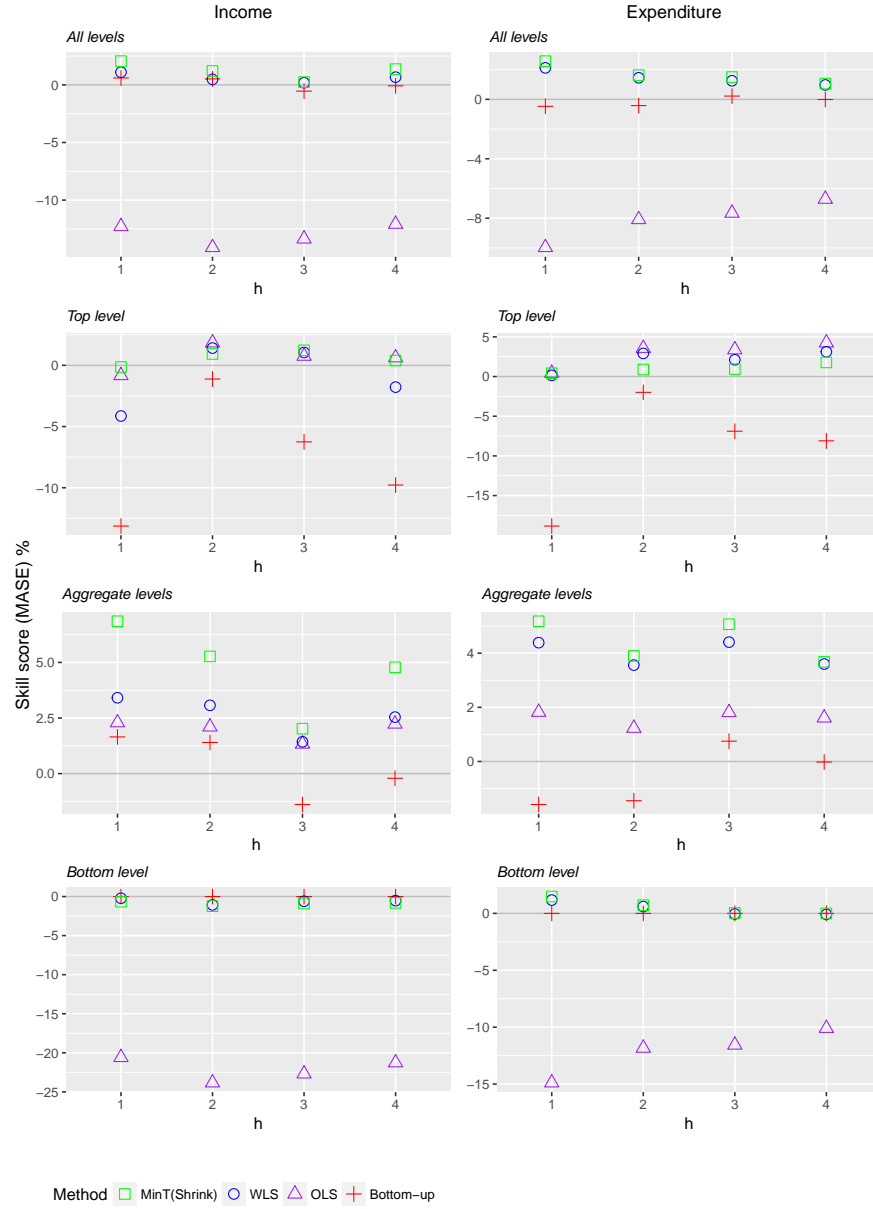 Income
Expenditure
Skill score (MASE) %
All levels
0
−5
−10
1 2 3 4
h
All levels
0
−4
−8
1 2 3 4
h
Top level
0
−5
−10
1 2 3 4
h
Top level
5
0
−5
−10
−15
1 2 3 4
h
Aggregate levels
5.0
2.5
0.0
1 2 3 4
h
Aggregate levels
4
2
0
1 2 3 4
h
Bottom level
0
−5
−10
−15
−20
−25
1 2 3 4
h
Bottom level
0
−5
−10
−15
1 2 3 4
h
Method MinT(Shrink) WLS OLS Bottom−up